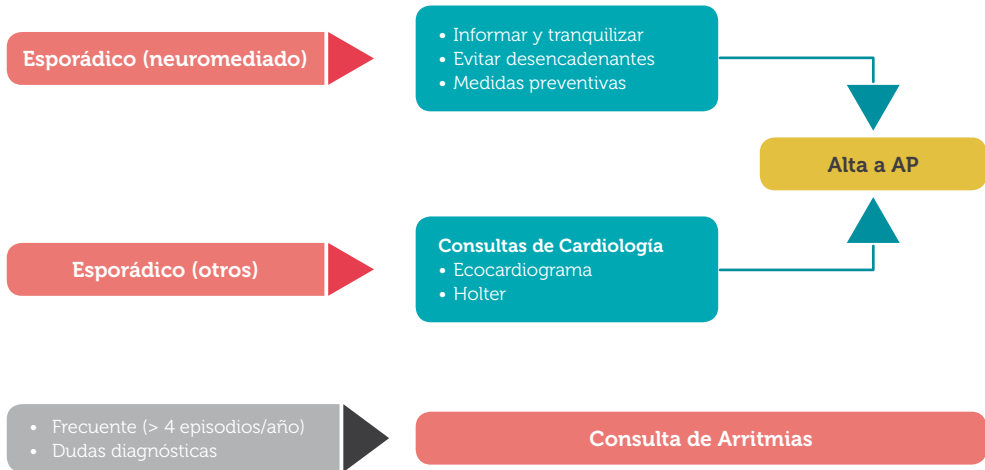 Esporádico (neuromediado)
• Informar y tranquilizar
• Evitar desencadenantes
• Medidas preventivas
Alta a AP
Esporádico (otros)
Consultas de Cardiología
• Ecocardiograma
• Holter
• Frecuente (> 4 episodios/año)
• Dudas diagnósticas
Consulta de Arritmias